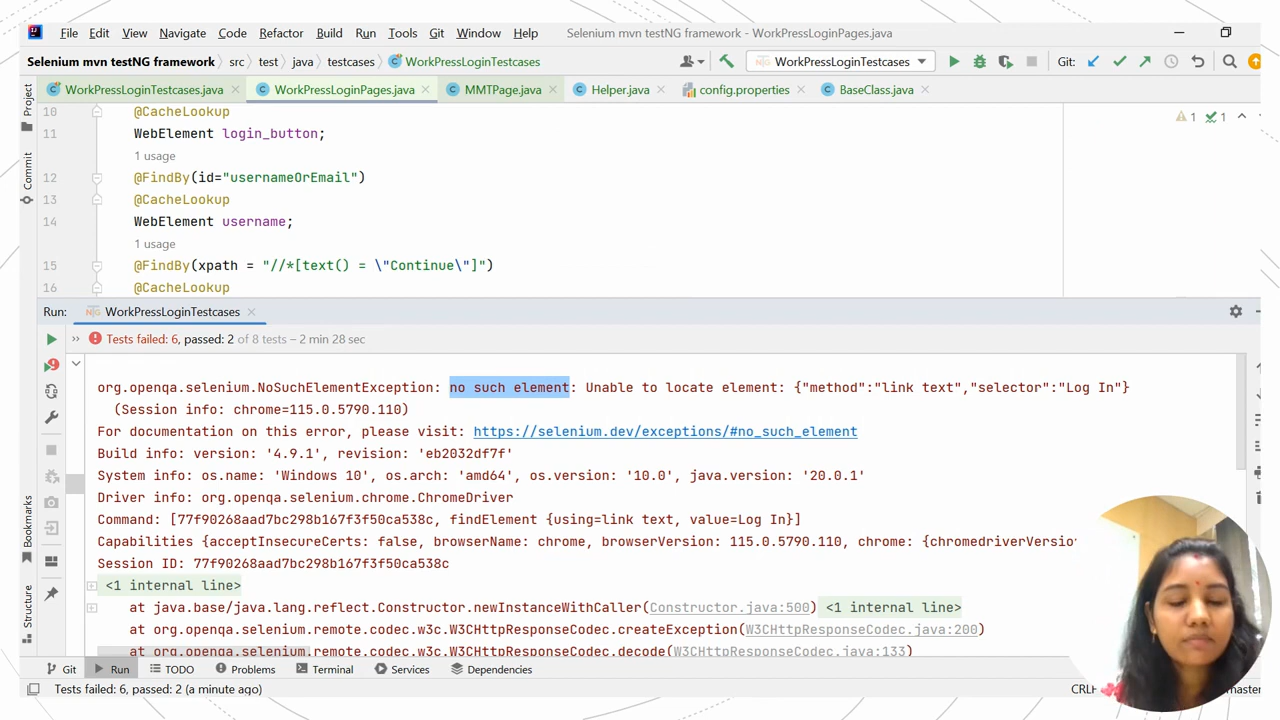 File Edit View Navigate Code Refactor Build Run Tools Git Window Help Selenium mvn testNG framework - WorkPressLoginPages.java
Selenium mvn testNG framework src test java testcases WorkPressLoginTestcases WorkPressLoginTestcases Git:
WorkPressLoginTestcases.java WorkPressLoginPages.java MMTPage.java Helper.java config.properties BaseClass.java
Project
Commit
Bookmarks
Structure
10 @CacheLookup 1 1
11 WebElement login_button;
1 usage
12 @FindBy(id="usernameOrEmail")
13 @CacheLookup
14 WebElement username;
1 usage
15 @FindBy(xpath = "//*[text() = \"Continue\"]")
16 @CacheLookup
Run: WorkPressLoginTestcases
Tests failed: 6, passed: 2 of 8 tests – 2 min 28 sec
org.openqa.selenium.NoSuchElementException: no such element: Unable to locate element: {"method":"link text","selector":"Log In"}
(Session info: chrome=115.0.5790.110)
For documentation on this error, please visit: https://selenium.dev/exceptions/#no_such_element
Build info: version: '4.9.1', revision: 'eb2032df7f'
System info: os.name: 'Windows 10', os.arch: 'amd64', os.version: '10.0', java.version: '20.0.1'
Driver info: org.openqa.selenium.chrome.ChromeDriver
Command: [77f90268aad7bc298b167f3f50ca538c, findElement {using=link text, value=Log In}]
Capabilities {acceptInsecureCerts: false, browserName: chrome, browserVersion: 115.0.5790.110, chrome: {chromedriverVersio
Session ID: 77f90268aad7bc298b167f3f50ca538c
<1 internal line>
at java.base/java.lang.reflect.Constructor.newInstanceWithCaller(Constructor.java:500) <1 internal line>
at org.openqa.selenium.remote.codec.w3c.W3CHttpResponseCodec.createException(W3CHttpResponseCodec.java:200)
at org.openqa.selenium.remote.codec.w3c.W3CHttpResponseCodec.decode(W3CHttpResponseCodec.java:133)
Git Run TODO Problems Terminal Services Dependencies
Tests failed: 6, passed: 2 (a minute ago) CRL master